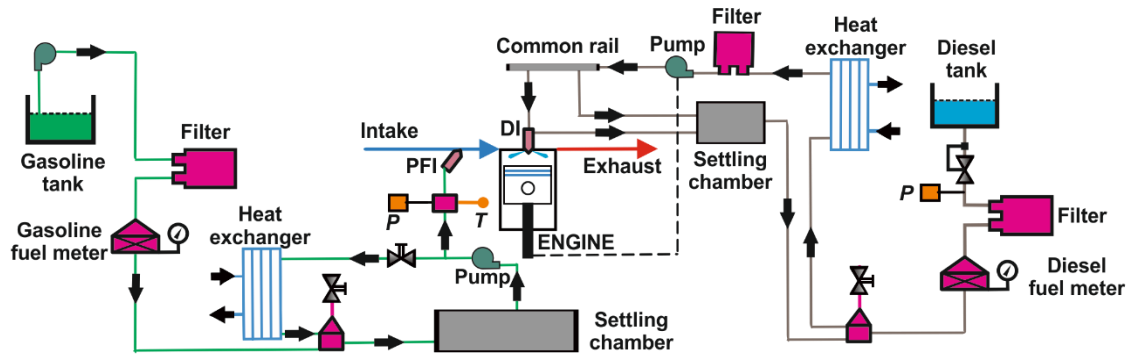 Gasoline
tank
Filter
Gasoline
fuel meter
Heat
exchanger
Intake
PFI
P
T
Pump
Settling
chamber
Common rail
DI
Exhaust
ENGINE
Pump
Filter
Settling
chamber
Heat
exchanger
Diesel
tank
P
Filter
Diesel
fuel meter